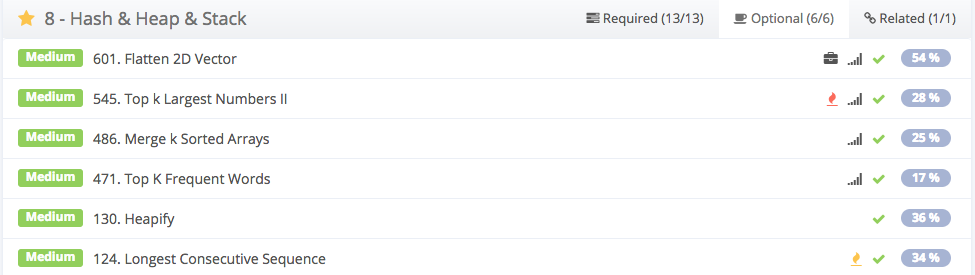 8 - Hash & Heap & Stack Required (13/13) Optional (6/6) Related (1/1)
Medium 601. Flatten 2D Vector 54 %
Medium 545. Top k Largest Numbers II 28 %
Medium 486. Merge k Sorted Arrays 25 %
Medium 471. Top K Frequent Words 17 %
Medium 130. Heapify 36 %
Medium 124. Longest Consecutive Sequence 34 %